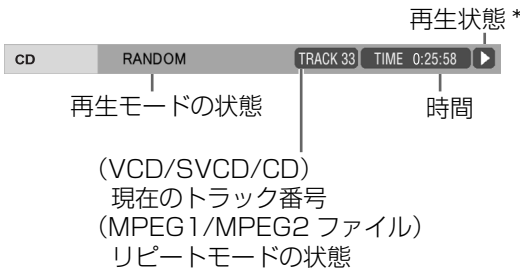 再生状態 *
CD RANDOM TRACK 33 TIME 0:25:58
再生モードの状態 時間
(VCD/SVCD/CD)
現在のトラック番号
(MPEG1/MPEG2 ファイル)
リピートモードの状態